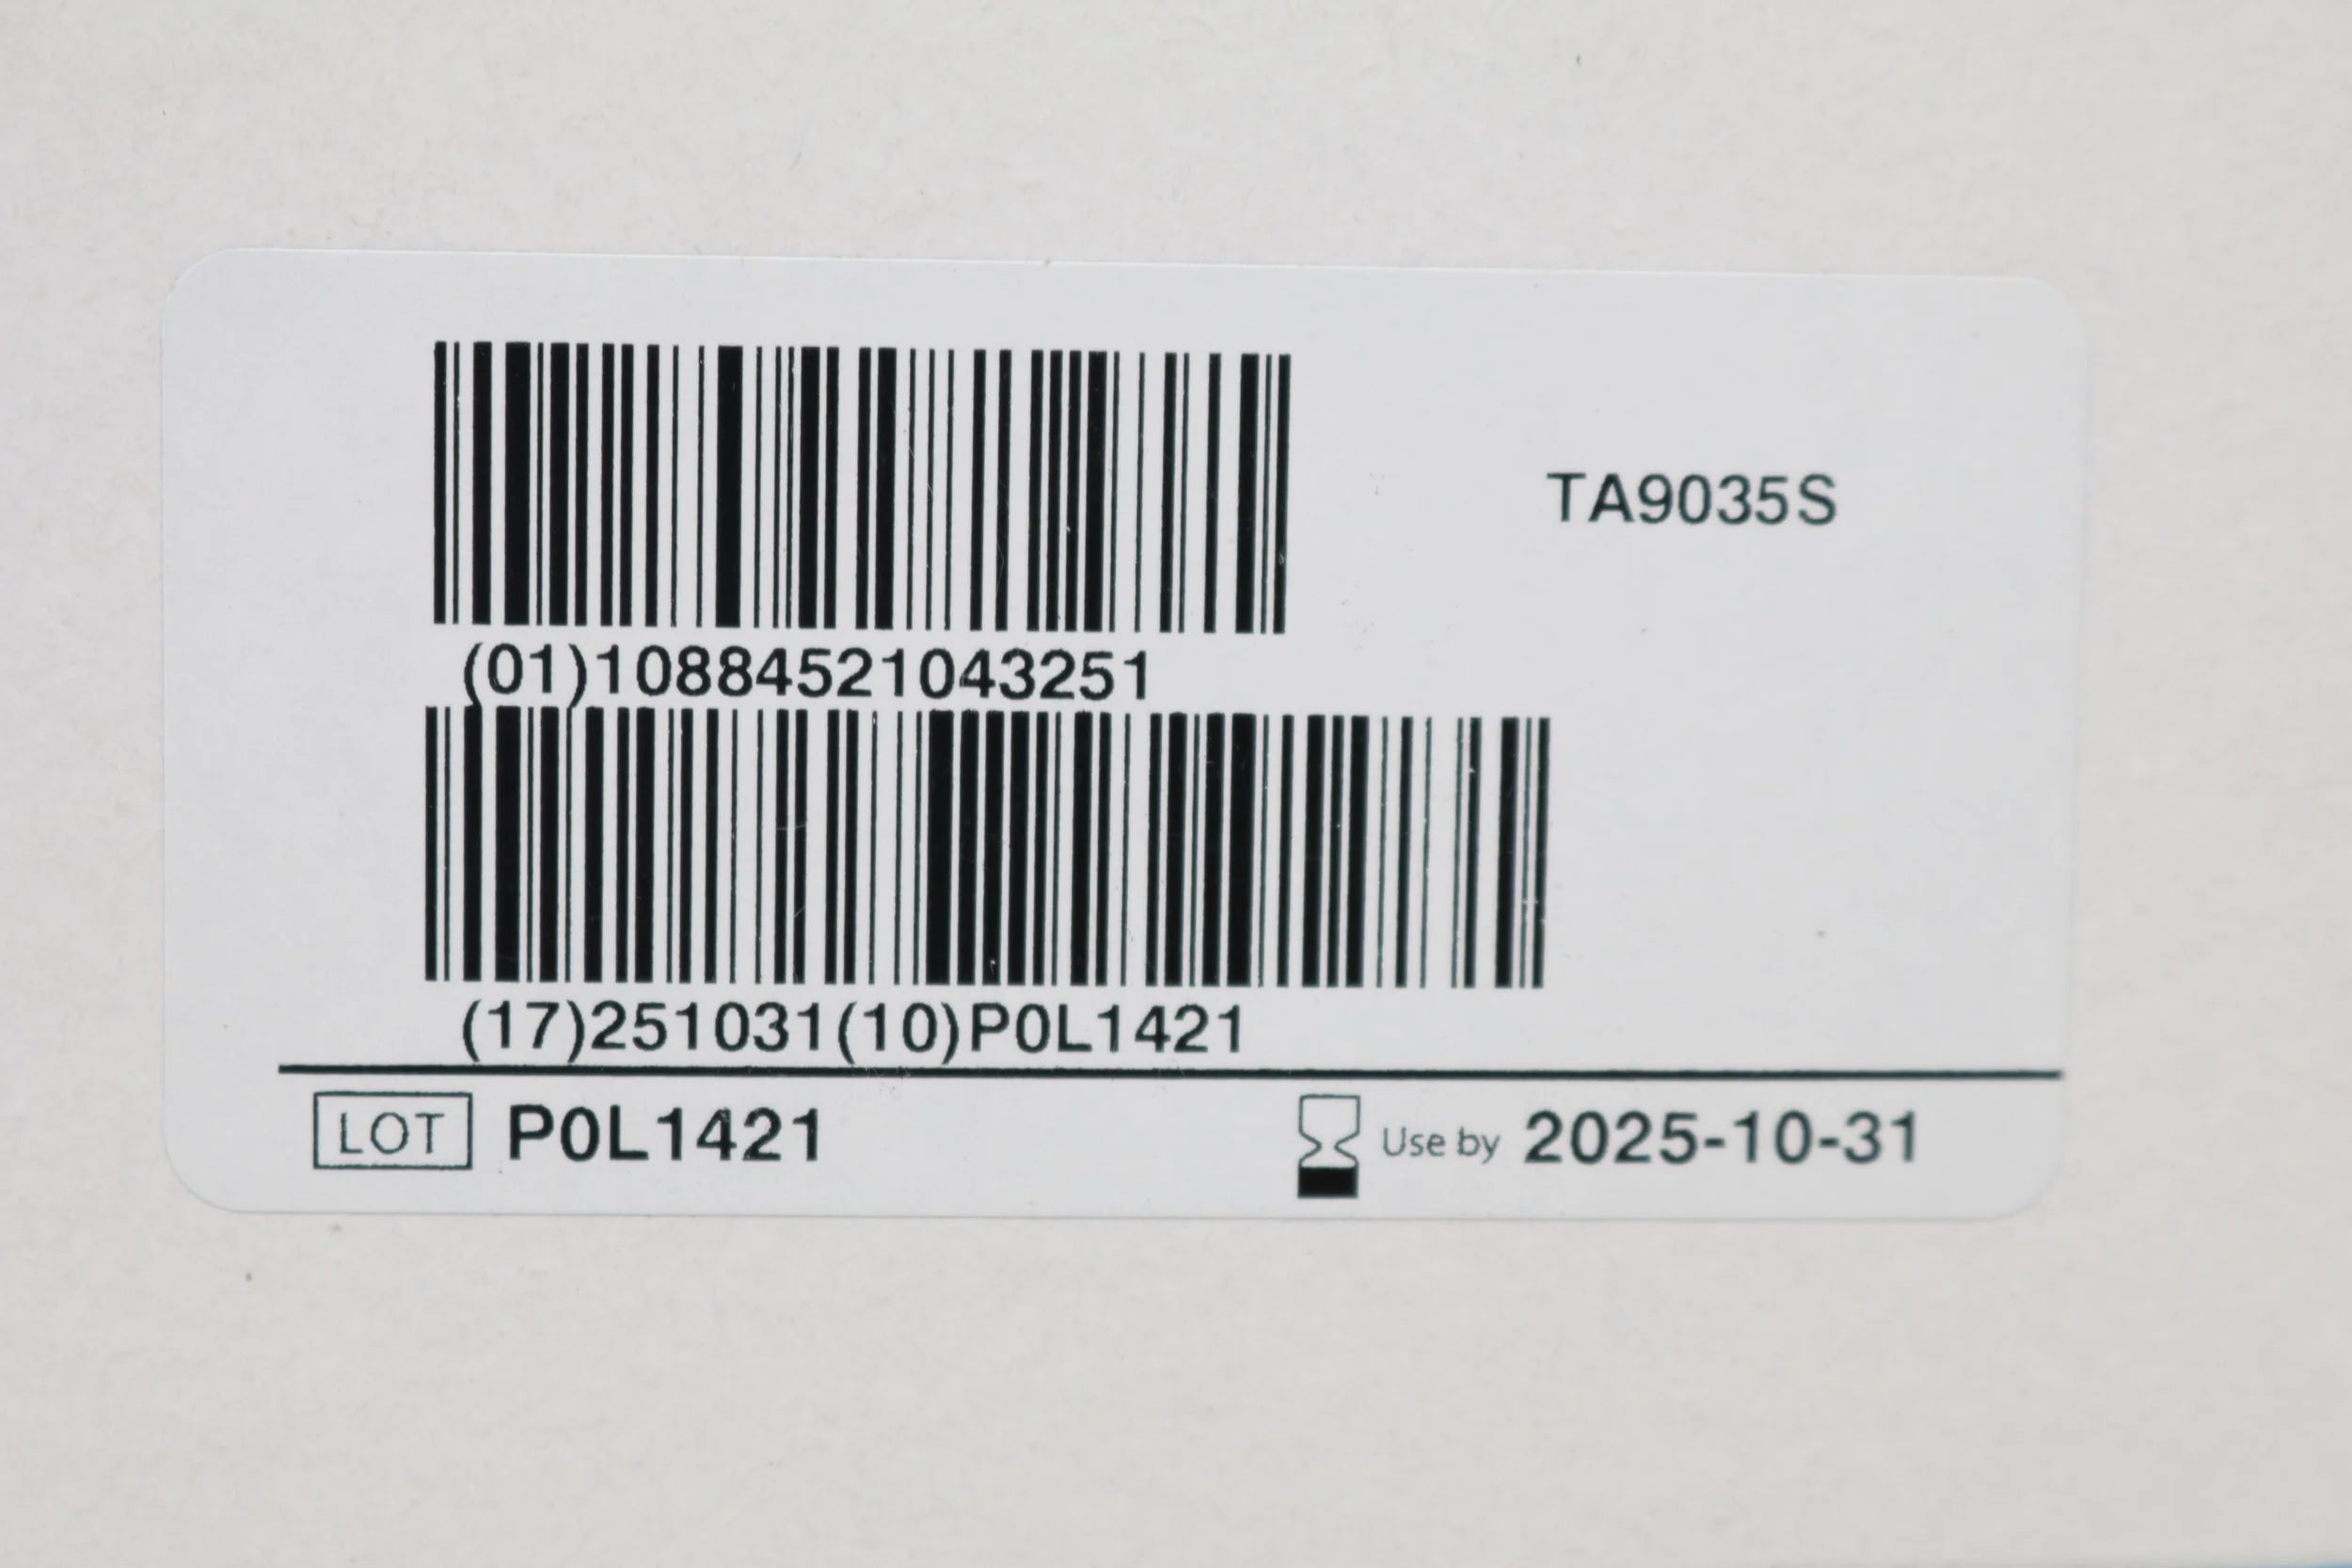 TA9035S
(01)10884521043251
(17)251031(10)P0L1421
LOT P0L1421
Use by 2025-10-31